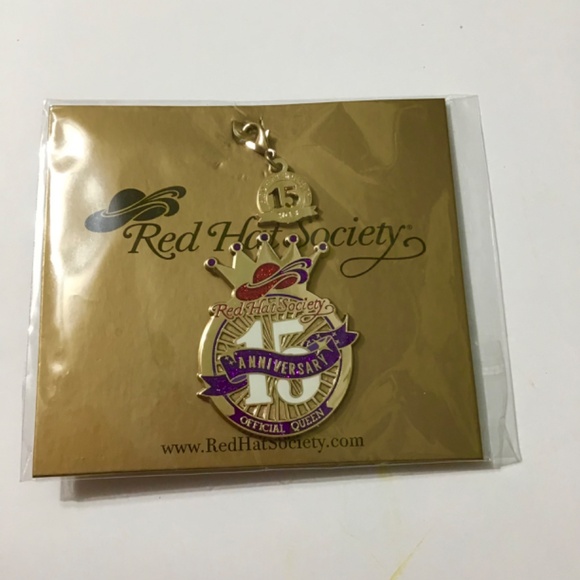 15
Red Hat Society®
Red Hat Society
15
ANNIVERSARY
OFFICIAL QUEEN
www.RedHatSociety.com